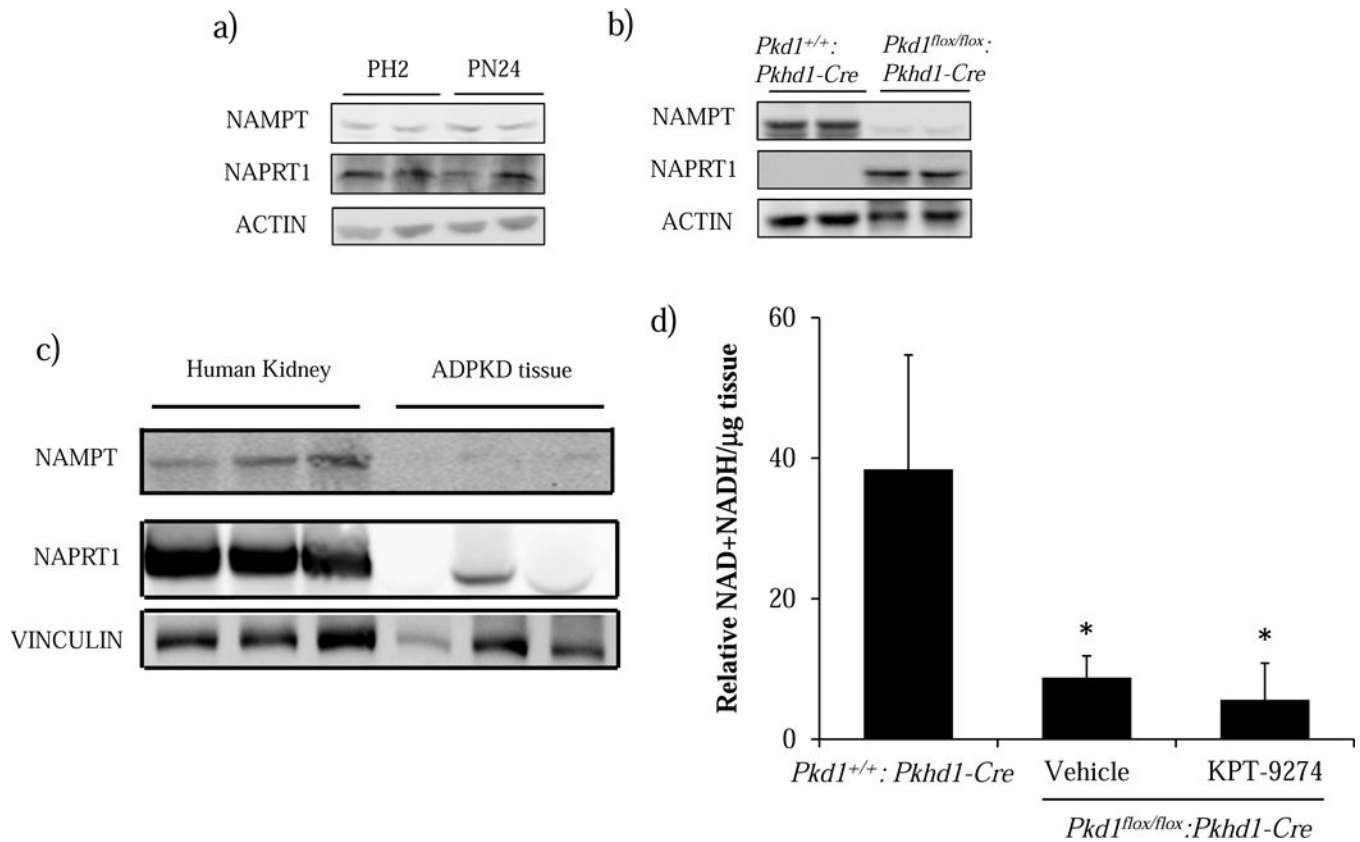 a)
PH2 PN24
NAMPT
NAPRT1
ACTIN
b)
Pkd1+/+: Pkd1flox/flox:
Pkhd1-Cre Pkhd1-Cre
NAMPT
NAPRT1
ACTIN
c)
Human Kidney ADPKD tissue
NAMPT
NAPRT1
VINCULIN
d)
Relative NAD+NADH/μg tissue
60
40
20
0
* *
Pkd1+/+: Pkhd1-Cre Vehicle KPT-9274
Pkd1flox/flox:Pkhd1-Cre